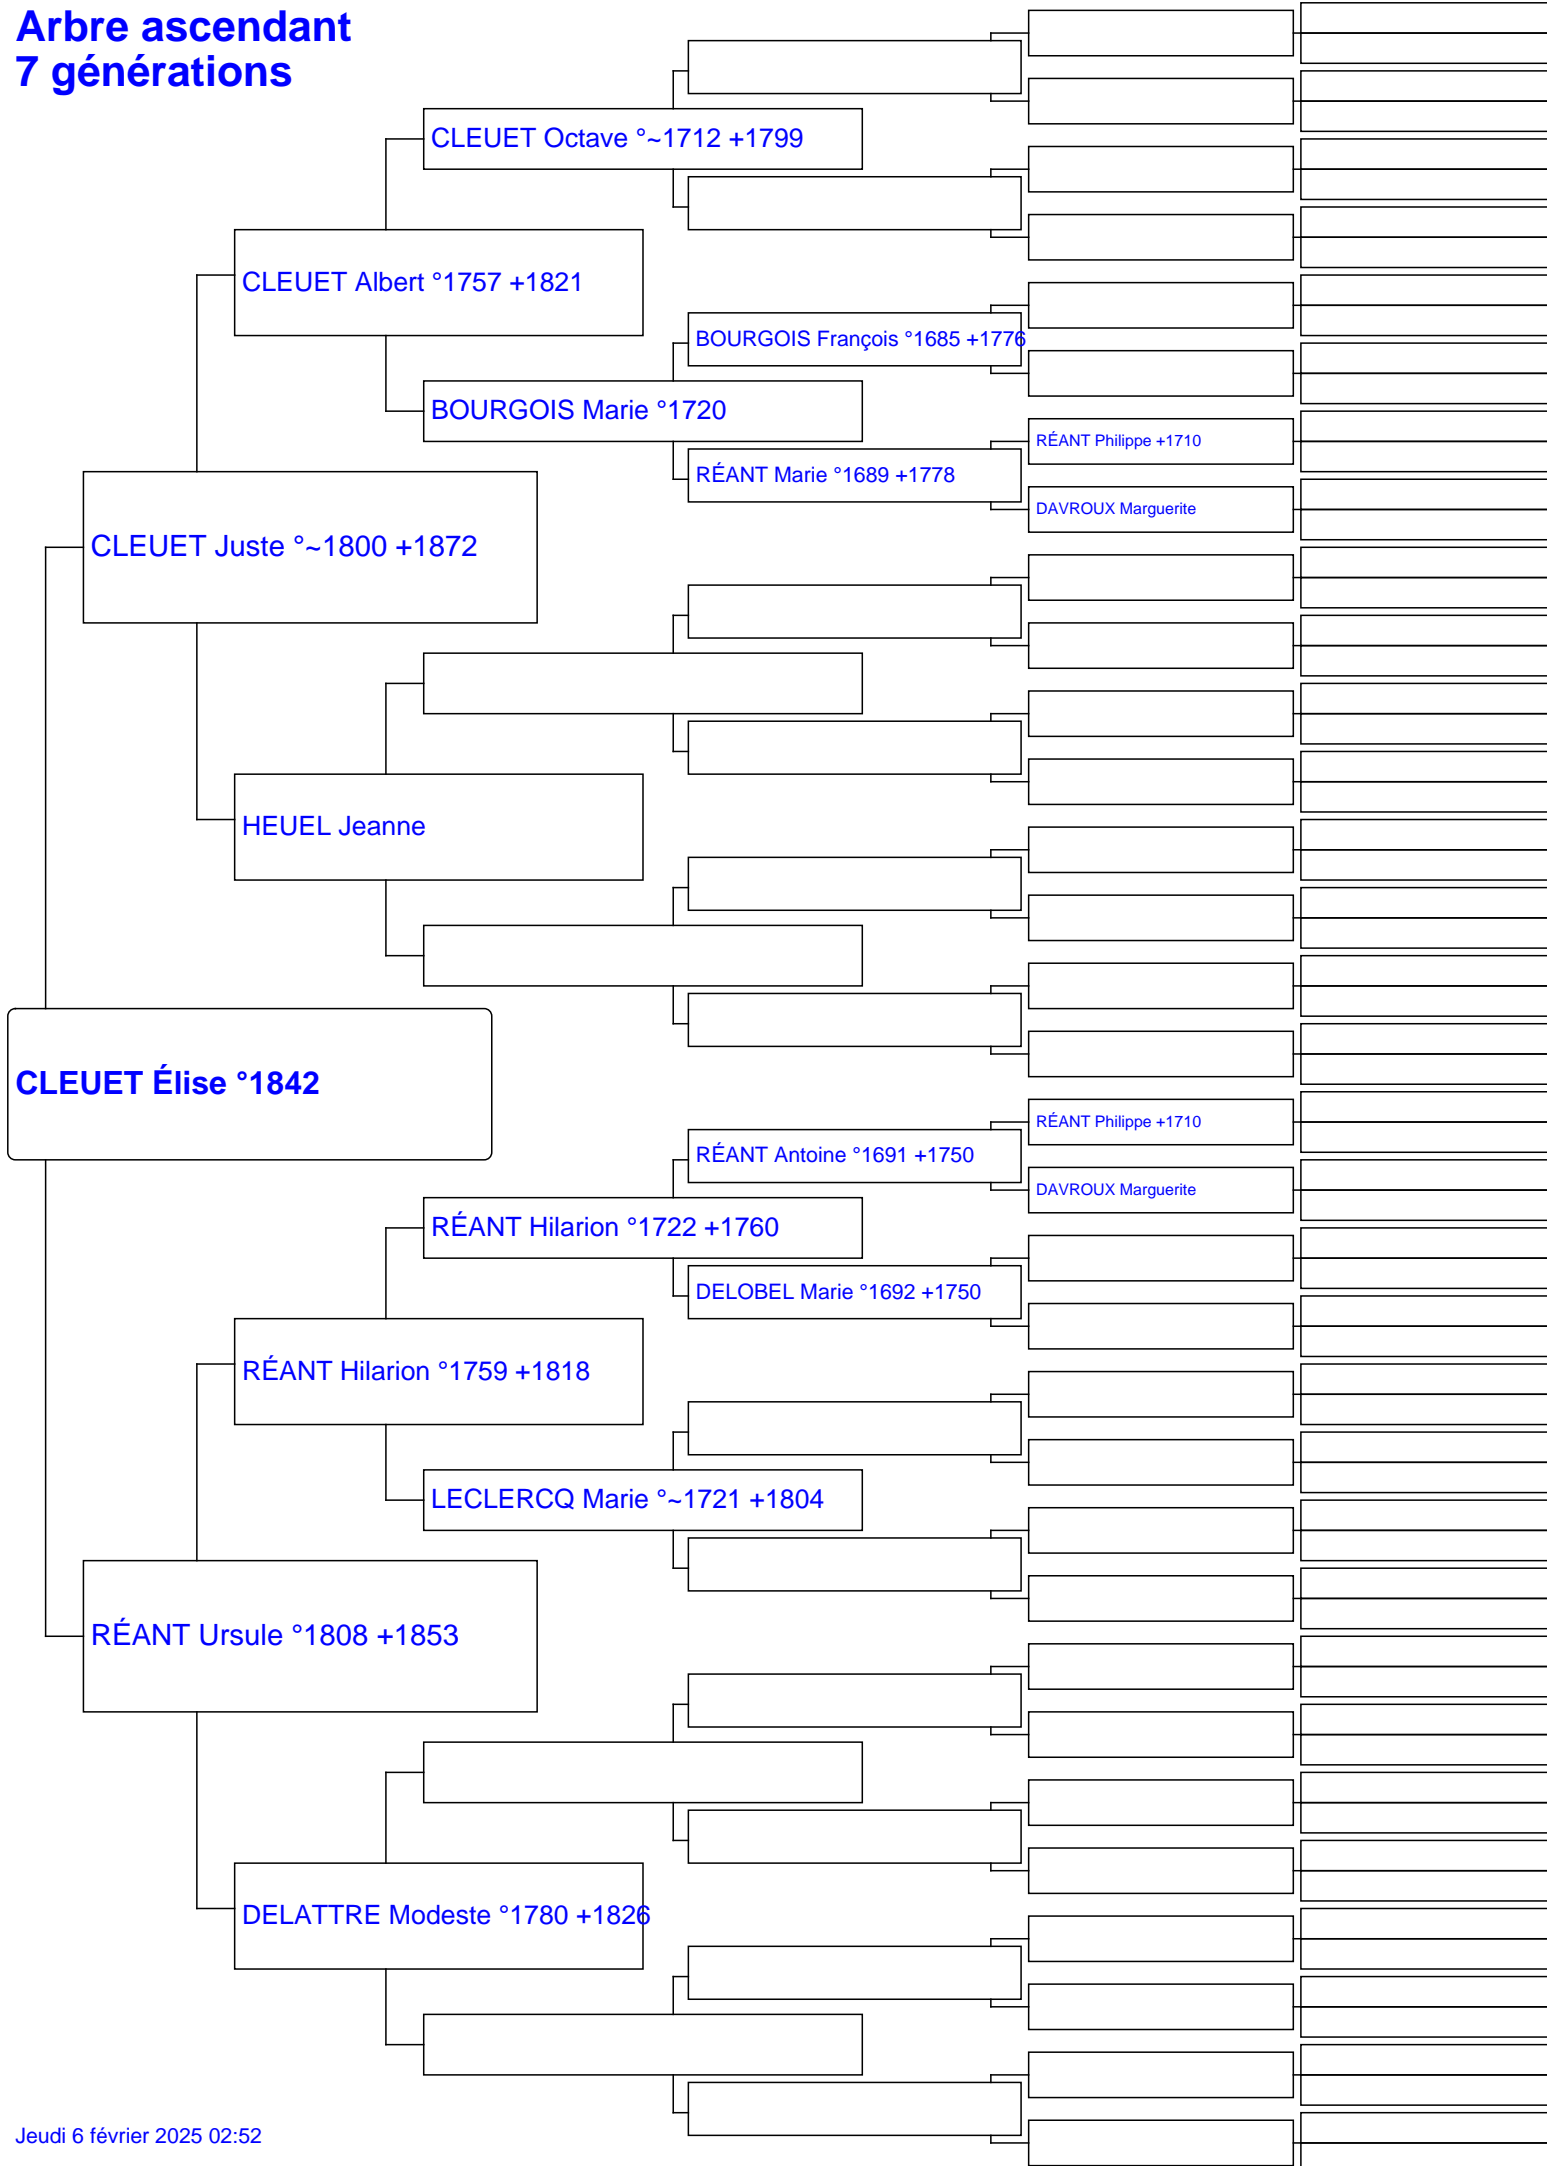 Arbre ascendant
7 générations
CLEUET Octave °~1712 +1799
CLEUET Albert °1757 +1821
BOURGOIS François °1685 +1776
BOURGOIS Marie °1720
RÉANT Philippe +1710
RÉANT Marie °1689 +1778
DAVROUX Marguerite
CLEUET Juste °~1800 +1872
HEUEL Jeanne
CLEUET Élise °1842
RÉANT Philippe +1710
RÉANT Antoine °1691 +1750
DAVROUX Marguerite
RÉANT Hilarion °1722 +1760
DELOBEL Marie °1692 +1750
RÉANT Hilarion °1759 +1818
LECLERCQ Marie °~1721 +1804
RÉANT Ursule °1808 +1853
DELATTRE Modeste °1780 +1826
Jeudi 6 février 2025 02:52